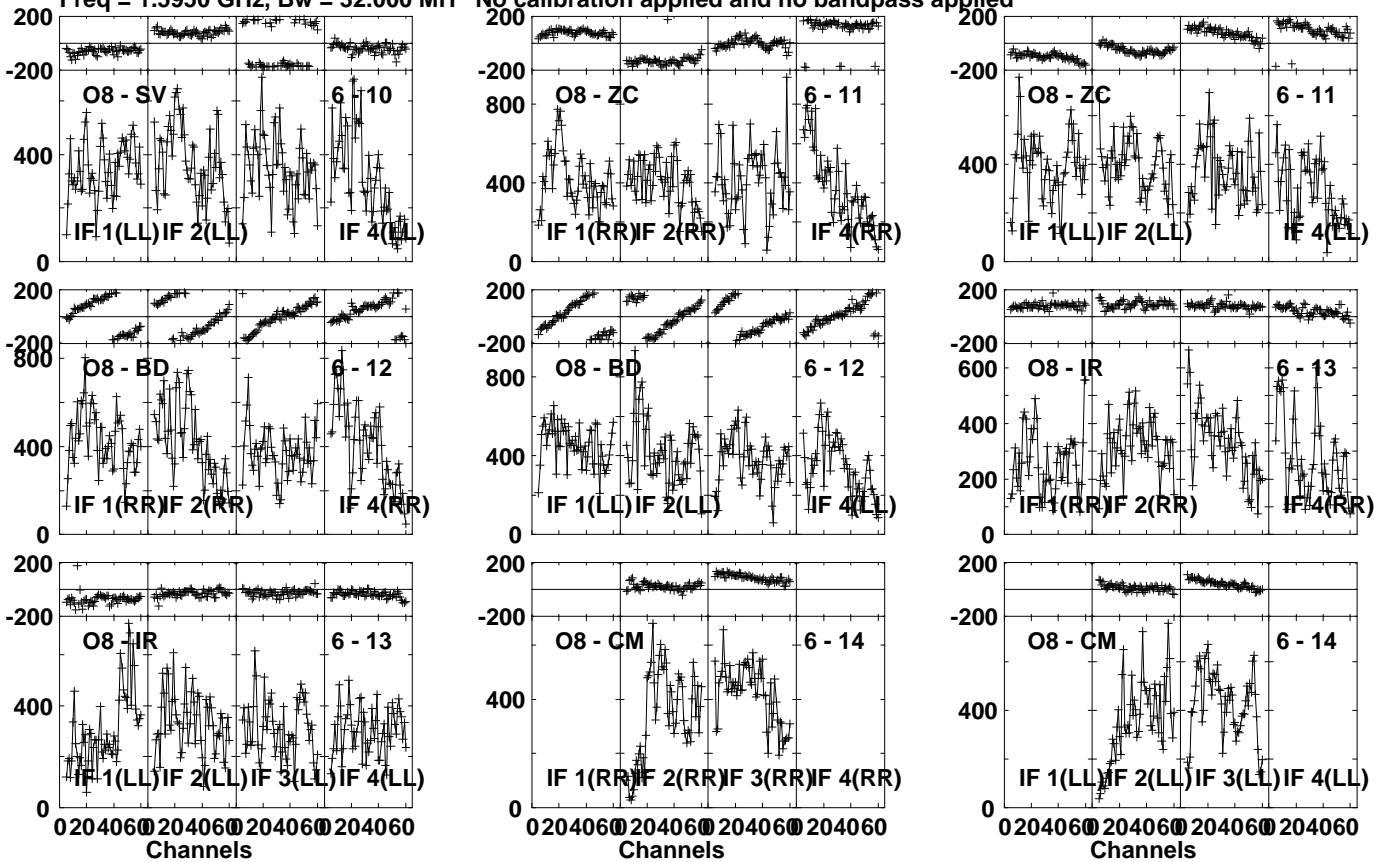 Freq = 1.5950 GHz, Bw = 32.000 MH No calibration applied and no bandpass applied
200
-200
O8 - SV
6 - 10
400
IF 1(LL) IF 2(LL) IF 4(LL)
0
200
-200
O8 - ZC
6 - 11
800
400
IF 1(RR) IF 2(RR) IF 4(RR)
0
200
-200
O8 - ZC
6 - 11
400
IF 1(LL) IF 2(LL) IF 4(LL)
0
200
-200
O8 - BD
6 - 12
800
400
IF 1(RR) IF 2(RR) IF 4(RR)
0
200
-200
O8 - BD
6 - 12
800
400
IF 1(LL) IF 2(LL) IF 4(LL)
0
200
-200
O8 - IR
6 - 13
600
400
200
IF 1(RR) IF 2(RR) IF 4(RR)
0
200
-200
O8 - IR
6 - 13
400
IF 1(LL) IF 2(LL) IF 3(LL) IF 4(LL)
0
0 20 40 60 0 20 40 60 0 20 40 60 0 20 40 60
Channels
200
-200
O8 - CM
6 - 14
400
IF 1(RR) IF 2(RR) IF 3(RR) IF 4(RR)
0
0 20 40 60 0 20 40 60 0 20 40 60 0 20 40 60
Channels
200
-200
O8 - CM
6 - 14
400
IF 1(LL) IF 2(LL) IF 3(LL) IF 4(LL)
0
0 20 40 60 0 20 40 60 0 20 40 60 0 20 40 60
Channels